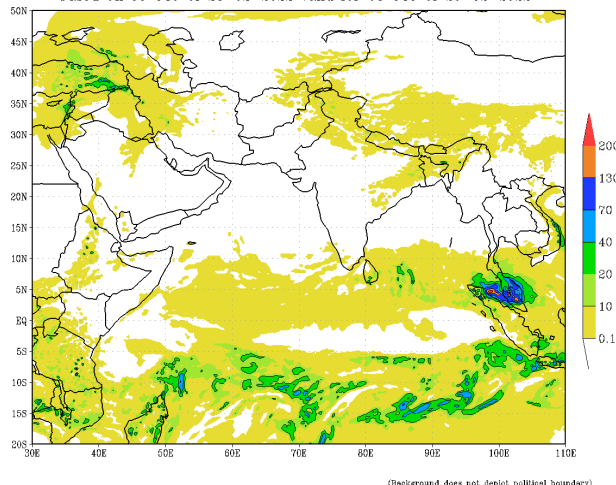 50N
45N
40N
35N
30N
25N
20N
15N
10N
5N
EQ
5S
10S
15S
20S
30E 40E 50E 60E 70E 80E 90E 100E 110E
200
130
70
40
20
10
0.1
(Background does not depict political boundary)